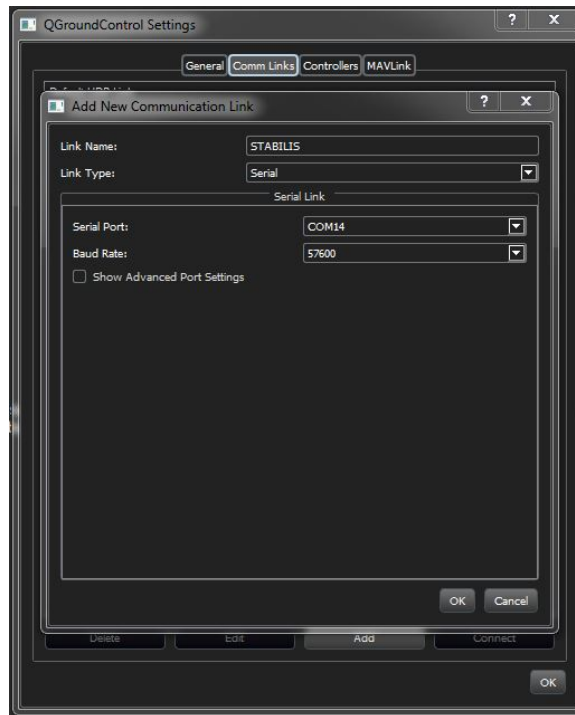 QGroundControl Settings
? X
General Comm Links Controllers MAVLink
Add New Communication Link
? X
Link Name: STABILIS
Link Type: Serial
Serial Link
Serial Port: COM14
Baud Rate: 57600
Show Advanced Port Settings
OK Cancel
Delete Edit Add Connect
OK